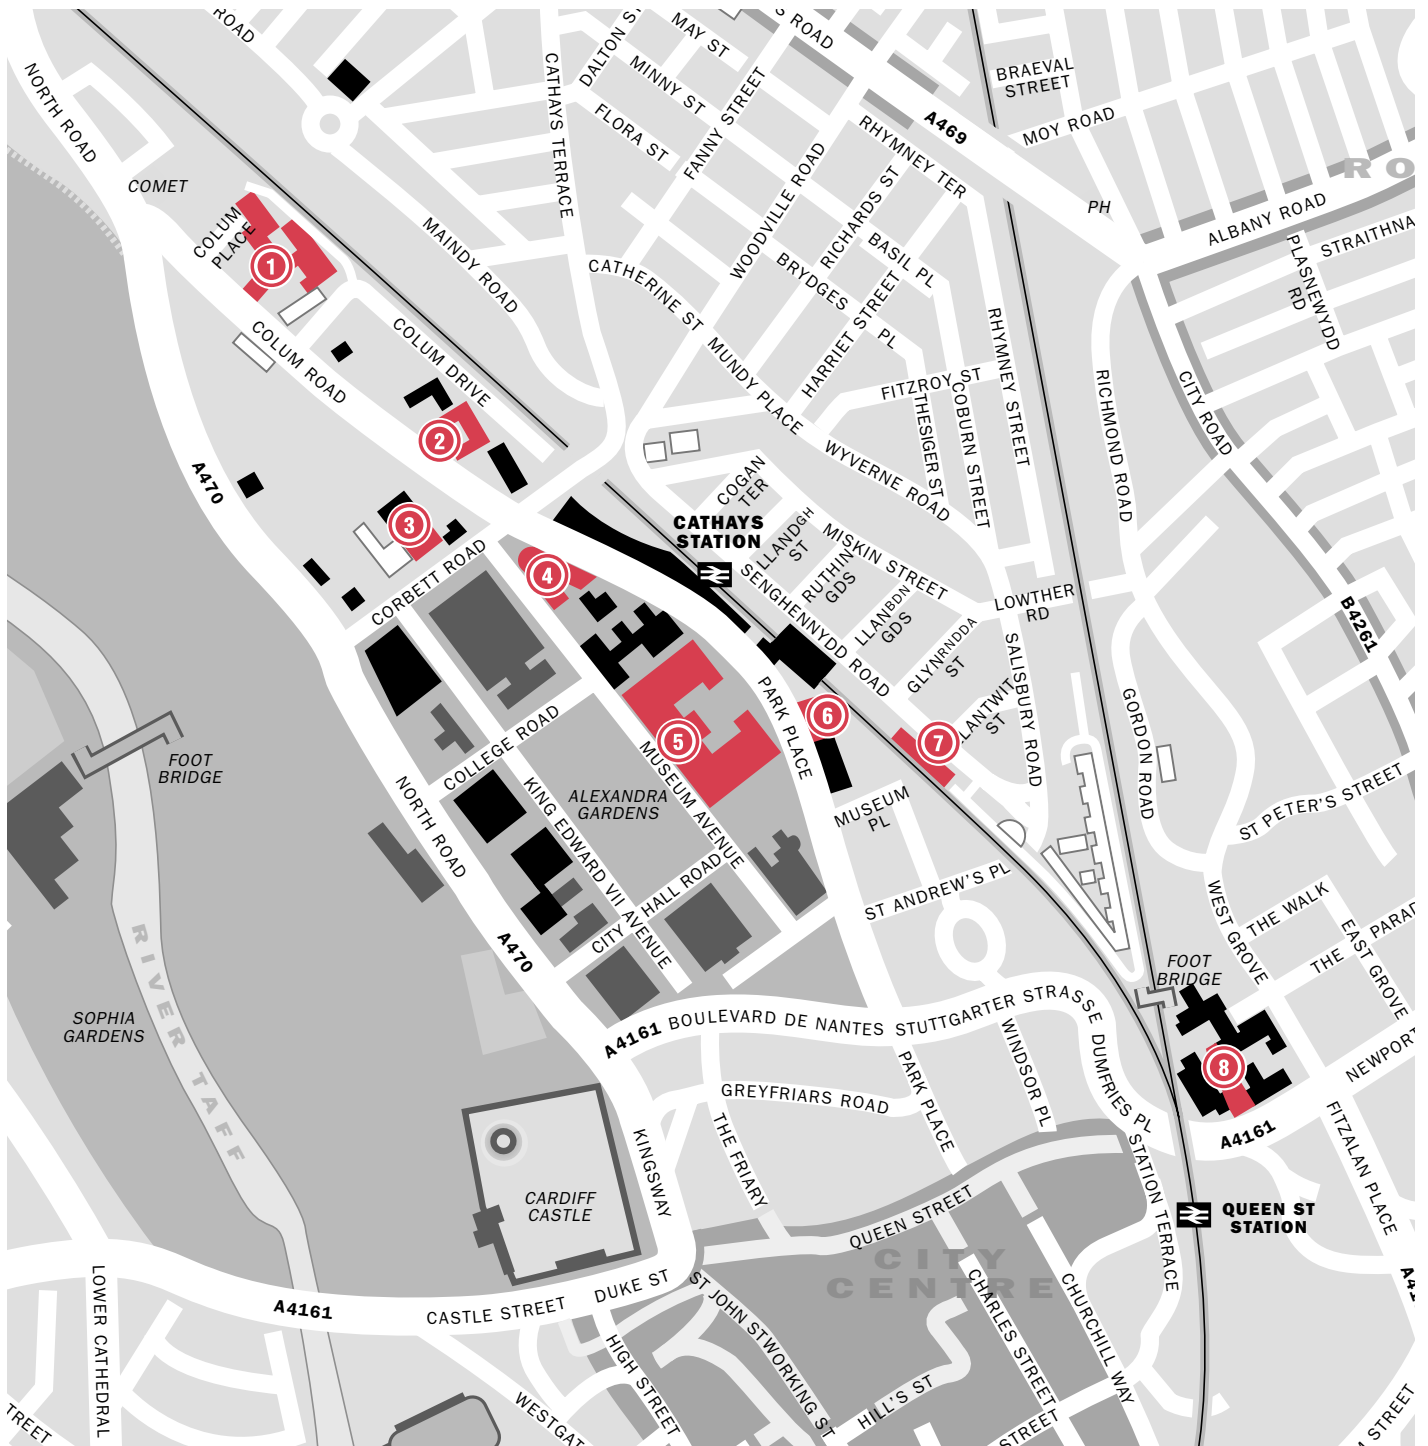 ROAD
DALTON ST
MAY ST
S ROAD
NORTH ROAD
CATHAYS TERRACE
MINNY ST
FANNY STREET
BRAEVAL
STREET
FLORA ST
A469
MOY ROAD
RHYMNEY TER
RO
COMET
PH
ALBANY ROAD
STRAITHNA
COLUM
PLACE
1
MAINDY ROAD
WOODVILLE ROAD
RICHARDS ST
BASIL PL
BRYDGES
PL
PLASNEWYDD
RD
CATHERINE ST
MUNDY PLACE
HARRIET STREET
RHYMNEY STREET
COLUM ROAD
COLUM DRIVE
FITZROY ST
THESIGER ST
COBURN STREET
RICHMOND ROAD
CITY ROAD
2
WYVERNE ROAD
A470
COGAN
TER
3
CATHAYS
STATION
LLANDGH
ST
MISKIN STREET
CORBETT ROAD
4
SENGHENNYDD ROAD
RUTHIN
GDS
LLANBDN
GDS
LOWTHER
RD
B4261
GLYNRNDDA
ST
SALISBURY ROAD
LANTWIT
ST
PARK PLACE
6
7
5
GORDON ROAD
COLLEGE ROAD
FOOT
BRIDGE
MUSEUM AVENUE
KING EDWARD VII AVENUE
ALEXANDRA
GARDENS
NORTH ROAD
MUSEUM
PL
ST PETER'S STREET
CITY HALL ROAD
ST ANDREW'S PL
WEST GROVE
THE WALK
EAST GROVE
THE PARAD
A470
RIVER TAFF
FOOT
BRIDGE
SOPHIA
GARDENS
A4161
BOULEVARD DE NANTES
STUTTGARTER STRASSE
WINDSOR PL
DUMFRIES PL
NEWPORT
8
PARK PLACE
GREYFRIARS ROAD
THE FRIARY
A4161
FITZALAN PLACE
KINGSWAY
STATION TERRACE
CARDIFF
CASTLE
QUEEN STREET
QUEEN ST
STATION
CITY
CENTRE
LOWER CATHEDRAL
A4161
CASTLE STREET
DUKE ST
ST JOHN ST
WORKING ST
CHARLES STREET
CHURCHILL WAY
HIGH STREET
HILL'S ST
WESTGAT
STREET
TREET
A STREET